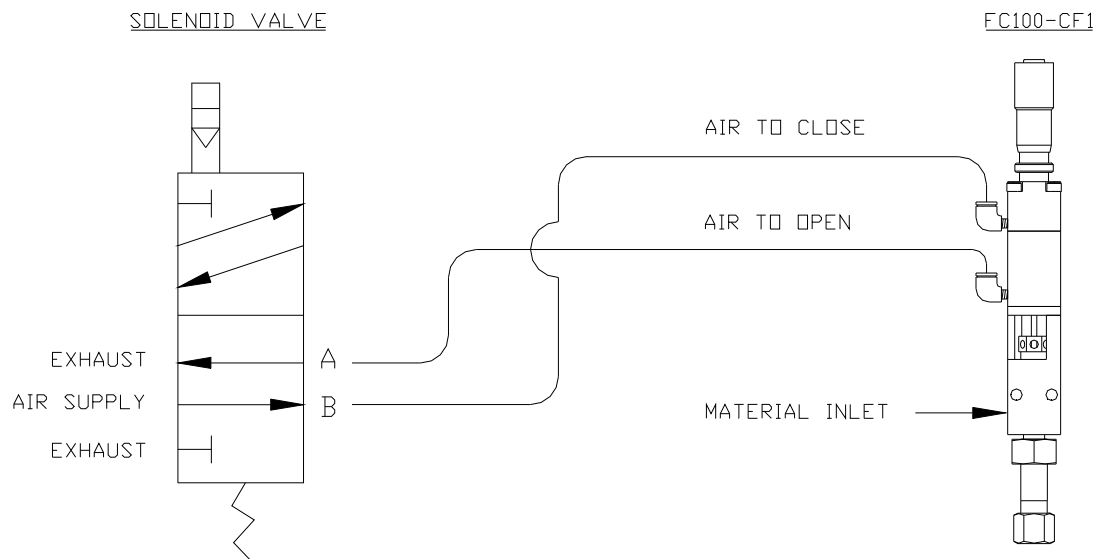 SOLENOID VALVE
FC100-CF1
AIR TO CLOSE
AIR TO OPEN
EXHAUST
A
AIR SUPPLY
B
MATERIAL INLET
EXHAUST